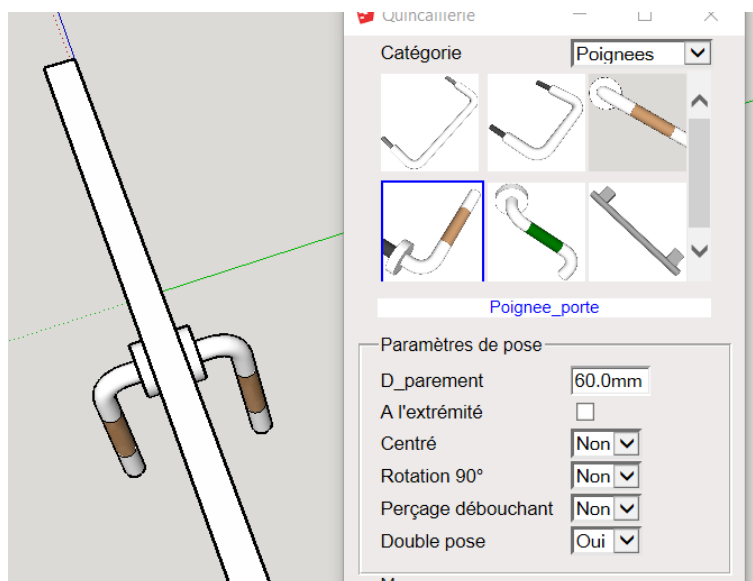 Quincaillerie
Catégorie Poignees
Poignee_porte
Paramètres de pose
D_parement 60.0mm
A l'extrémité
Centré Non
Rotation 90° Non
Perçage débouchant Non
Double pose Oui